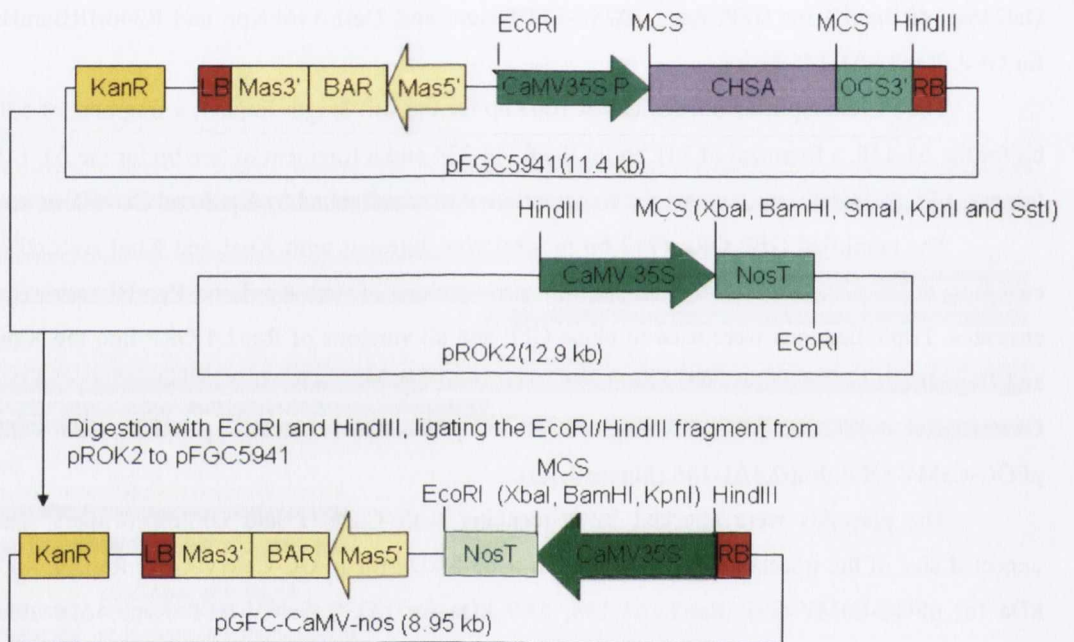 EcoRI MCS MCS HindIII
KanR LB Mas3' BAR Mas5' CaMV35S P CHSA OCS3' RB
pFGC5941(11.4 kb)
HindIII MCS (XbaI, BamHI, SmaI, KpnI and SstI)
CaMV 35S NosT
EcoRI
pROK2(12.9 kb)
Digestion with EcoRI and HindIII, ligating the EcoRI/HindIII fragment from
pROK2 to pFGC5941
MCS
EcoRI (XbaI, BamHI, KpnI) HindIII
KanR LB Mas3' BAR Mas5' NosT CaMV35S RB
pGFC-CaMV-nos (8.95 kb)